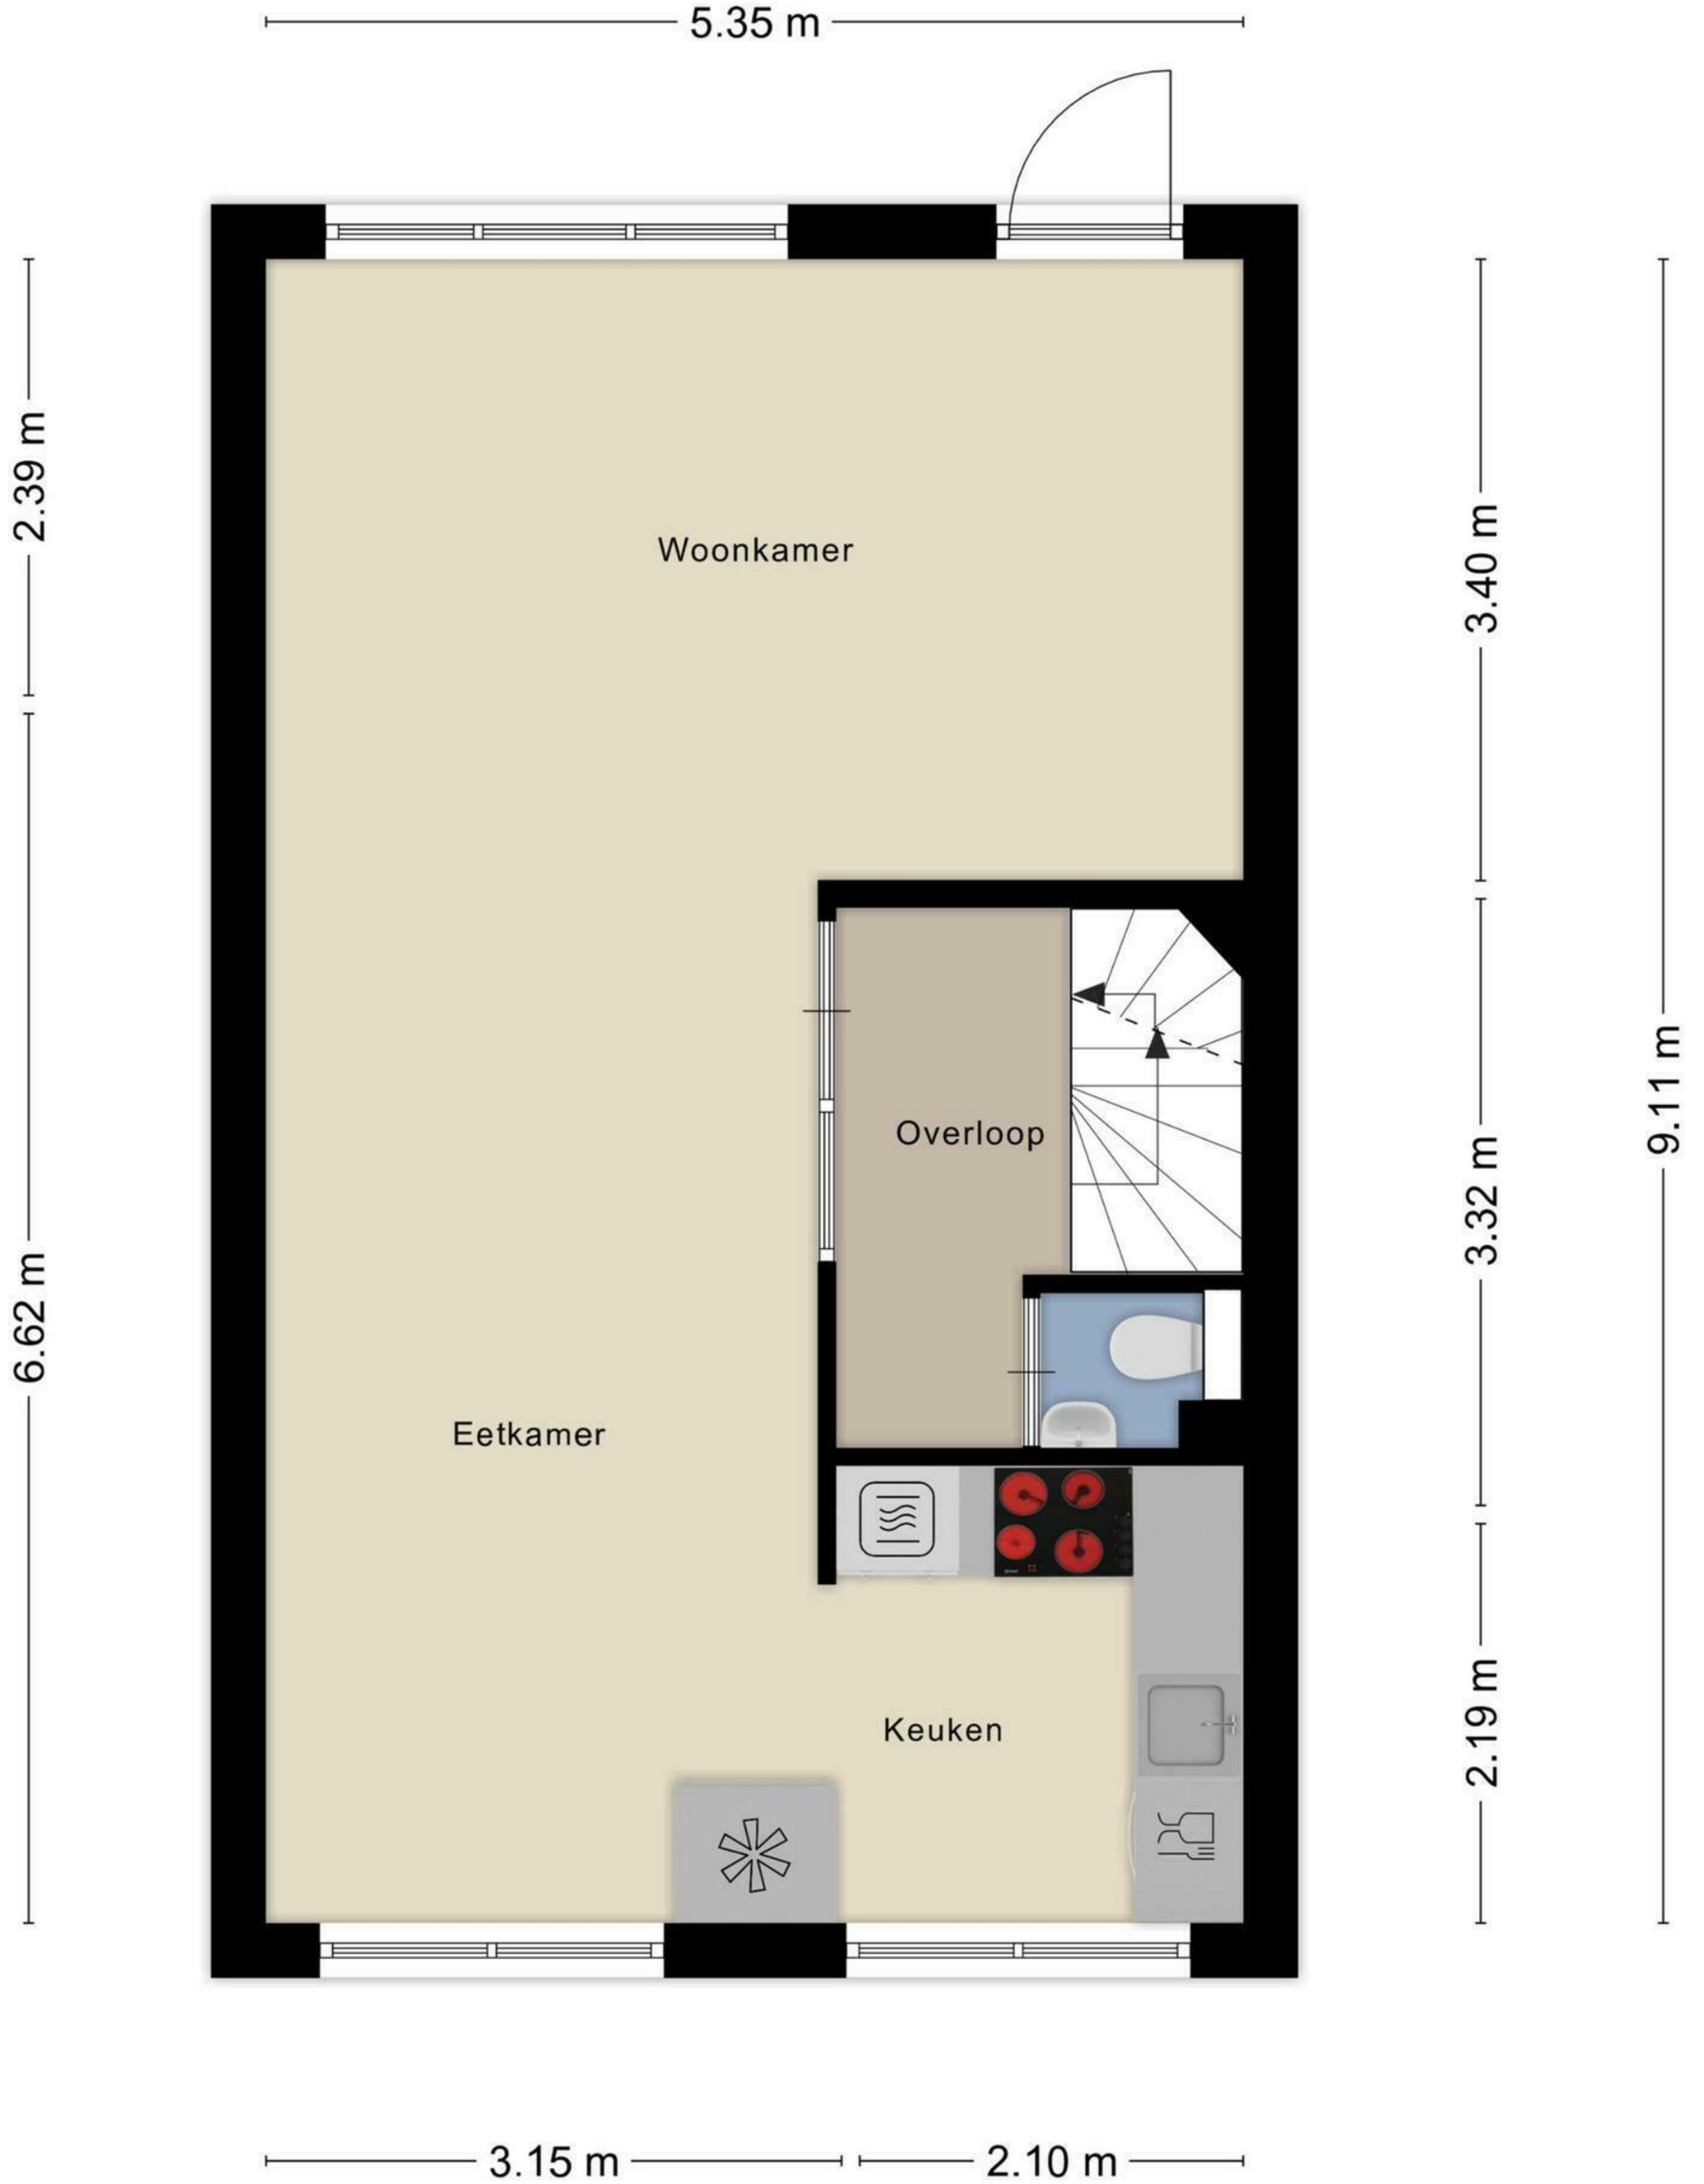 5.35 m
2.39 m
3.40 m
Woonkamer
9.11 m
Overloop
3.32 m
6.62 m
Eetkamer
2.19 m
Keuken
3.15 m
2.10 m